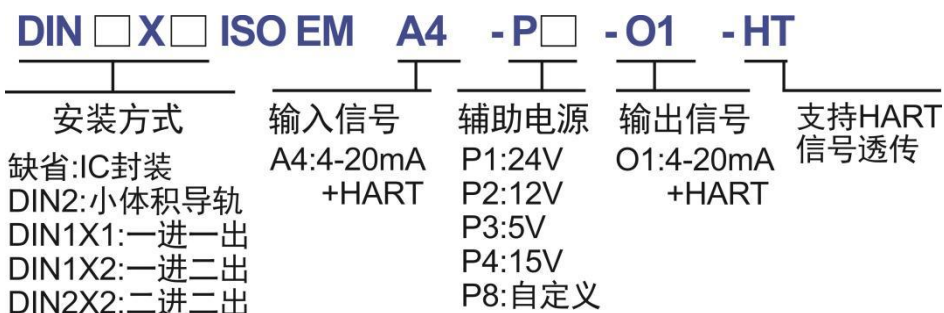 DIN □ X□ ISO EM A4 -P□ -O1 -HT
安装方式
缺省:IC封装
DIN2:小体积导轨
DIN1X1:一进一出
DIN1X2:一进二出
DIN2X2:二进二出
输入信号
A4:4-20mA
+HART
辅助电源
P1:24V
P2:12V
P3:5V
P4:15V
P8:自定义
输出信号
O1:4-20mA
+HART
支持HART
信号透传